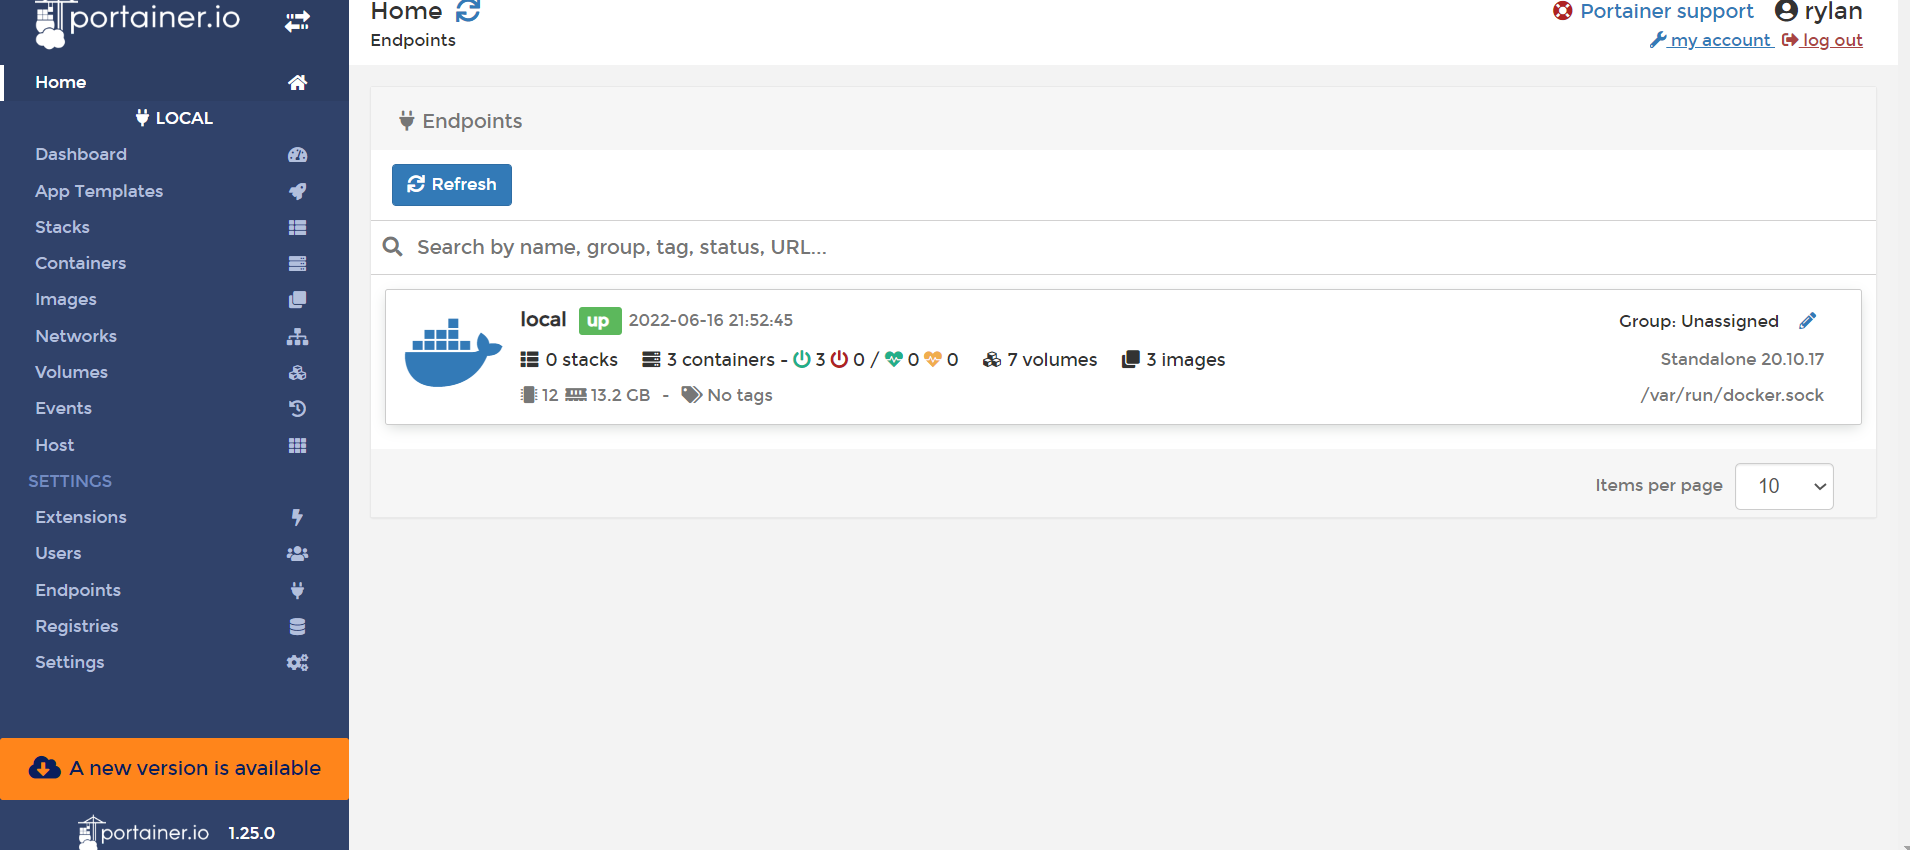 portainer.io
Home
LOCAL
Dashboard
App Templates
Stacks
Containers
Images
Networks
Volumes
Events
Host
SETTINGS
Extensions
Users
Endpoints
Registries
Settings
A new version is available
portainer.io 1.25.0
Home
Endpoints
Portainer support rylan
my account log out
Endpoints
Refresh
Search by name, group, tag, status, URL...
local up 2022-06-16 21:52:45
Group: Unassigned
0 stacks 3 containers - 3 0 / 0 0 7 volumes 3 images
Standalone 20.10.17
12 13.2 GB - No tags
/var/run/docker.sock
Items per page 10